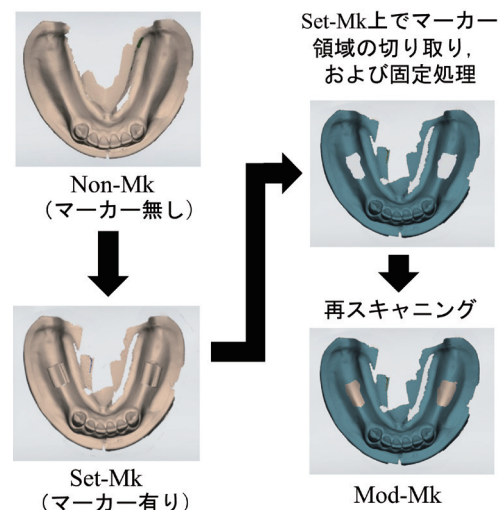 Non-Mk
（マーカー無し）
Set-Mk
（マーカー有り）
Set-Mk上でマーカー
領域の切り取り，
および固定処理
再スキャニング
Mod-Mk